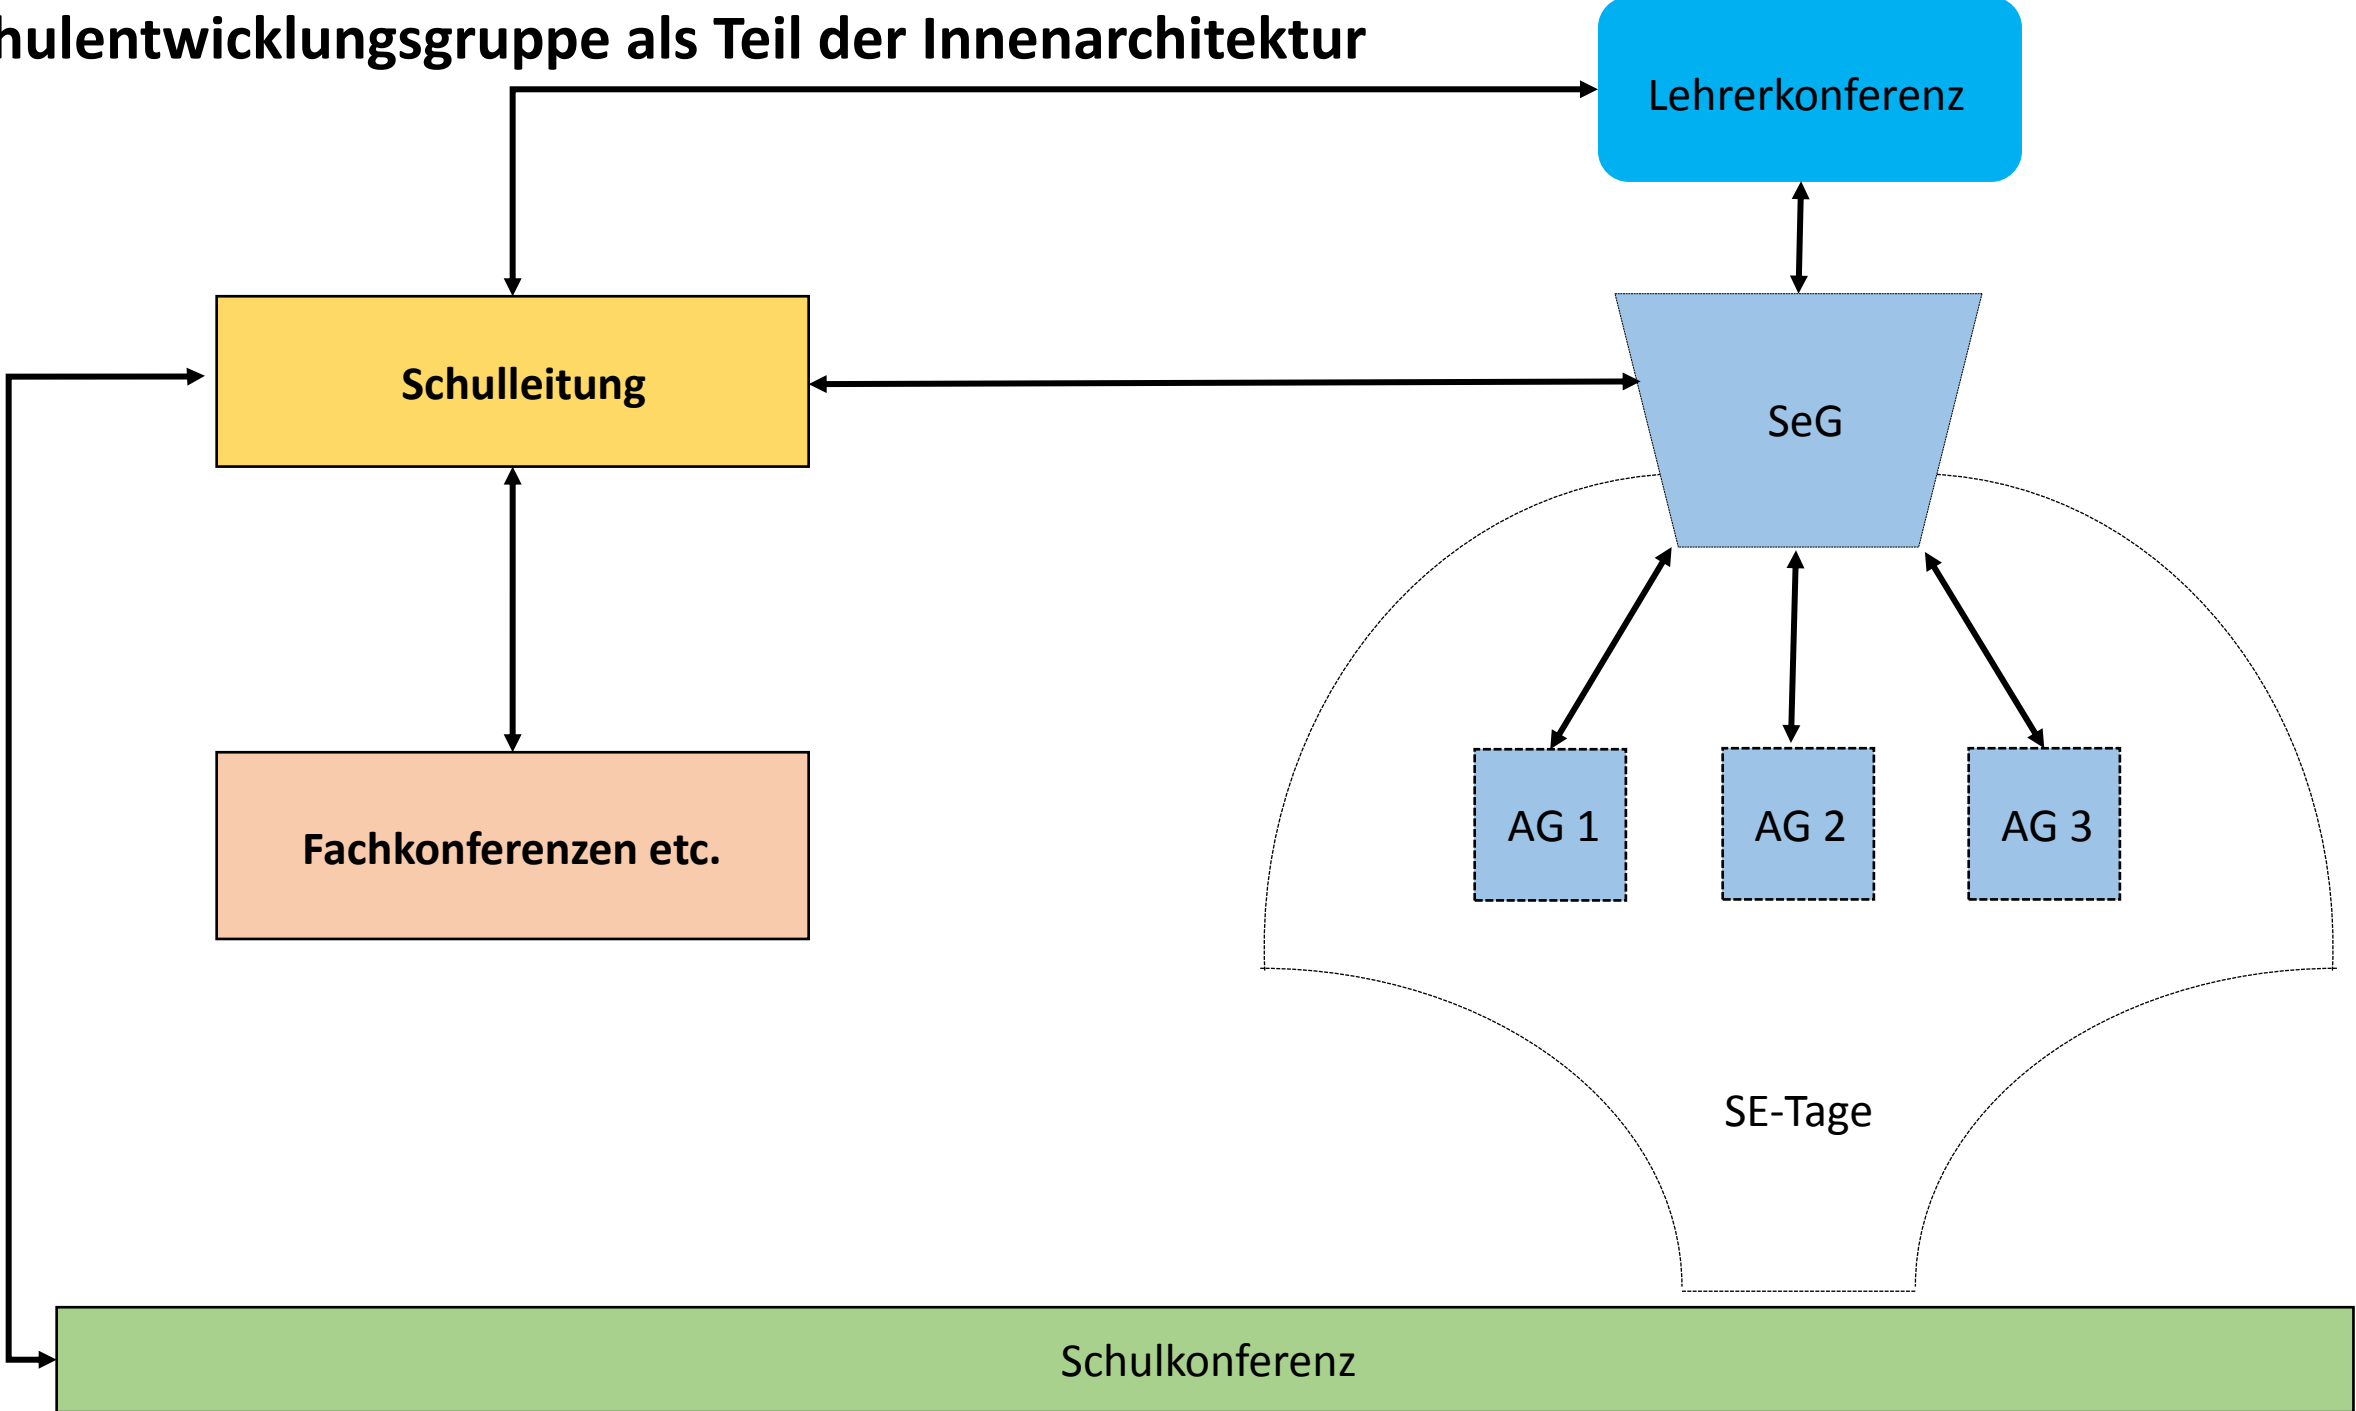 hulentwicklungsgruppe als Teil der Innenarchitektur
Lehrerkonferenz
Schulleitung
SeG
Fachkonferenzen etc.
AG 1
AG 2
AG 3
SE-Tage
Schulkonferenz